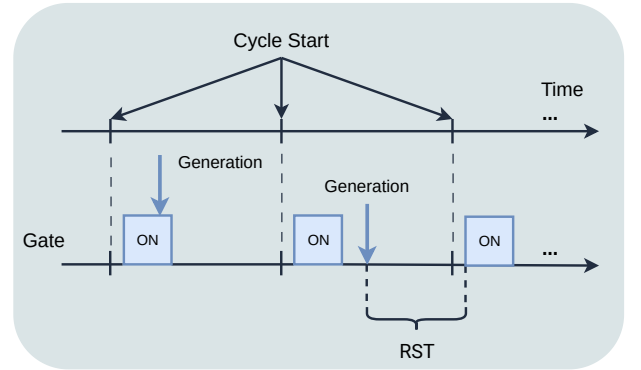 Cycle Start
Time
...
Generation
Generation
Gate
ON
ON
ON
...
RST